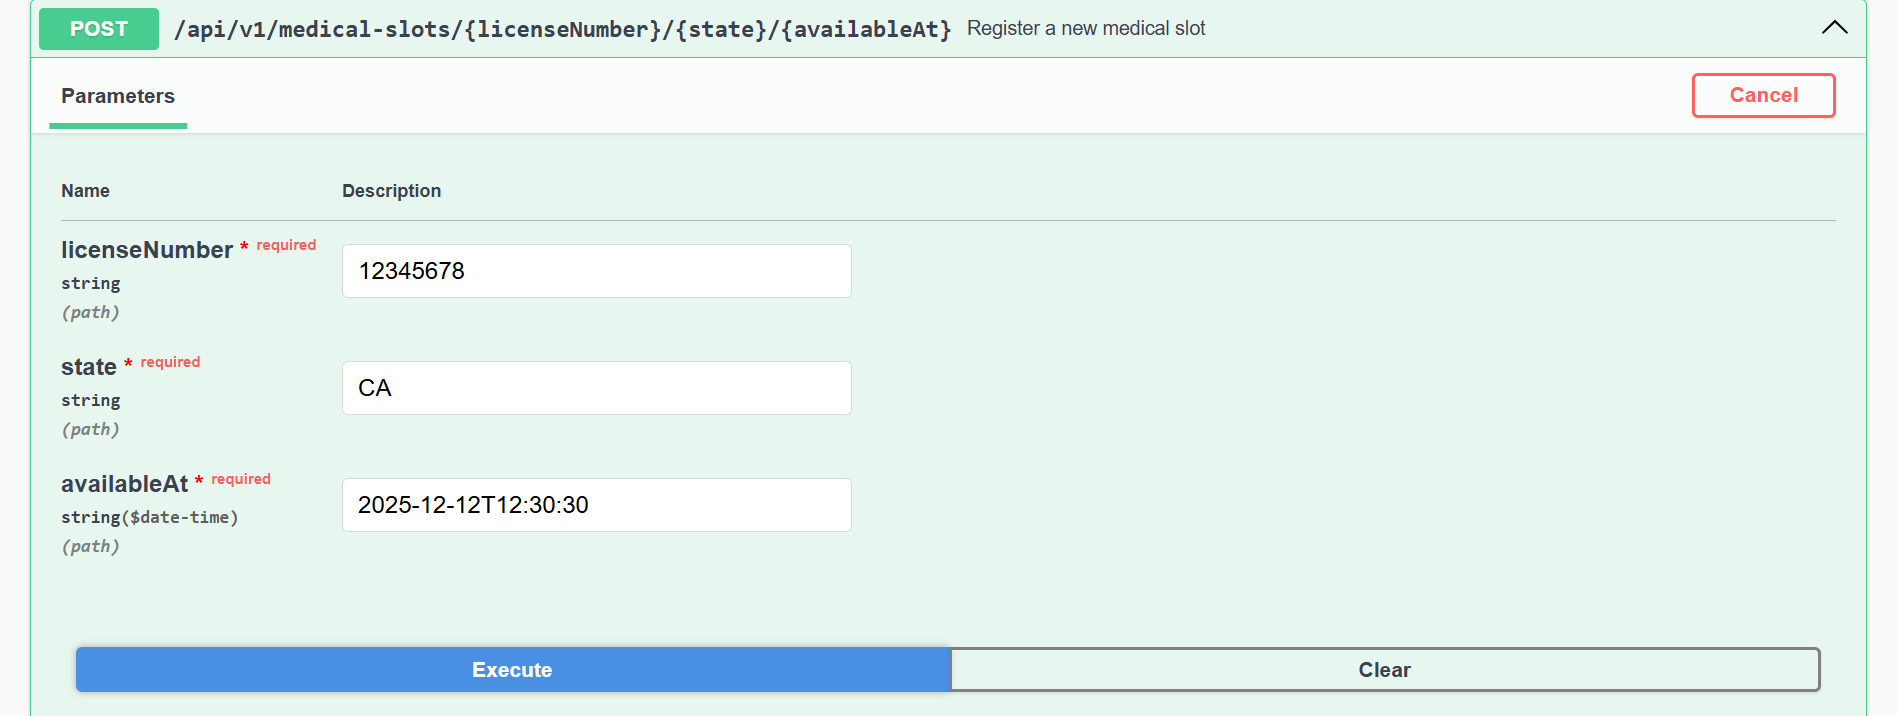 POST /api/v1/medical-slots/{licenseNumber}/{state}/{availableAt} Register a new medical slot
Parameters
Cancel
Name Description
licenseNumber * required
string
(path)
12345678
state * required
string
(path)
CA
availableAt * required
string($date-time)
(path)
2025-12-12T12:30:30
Execute Clear